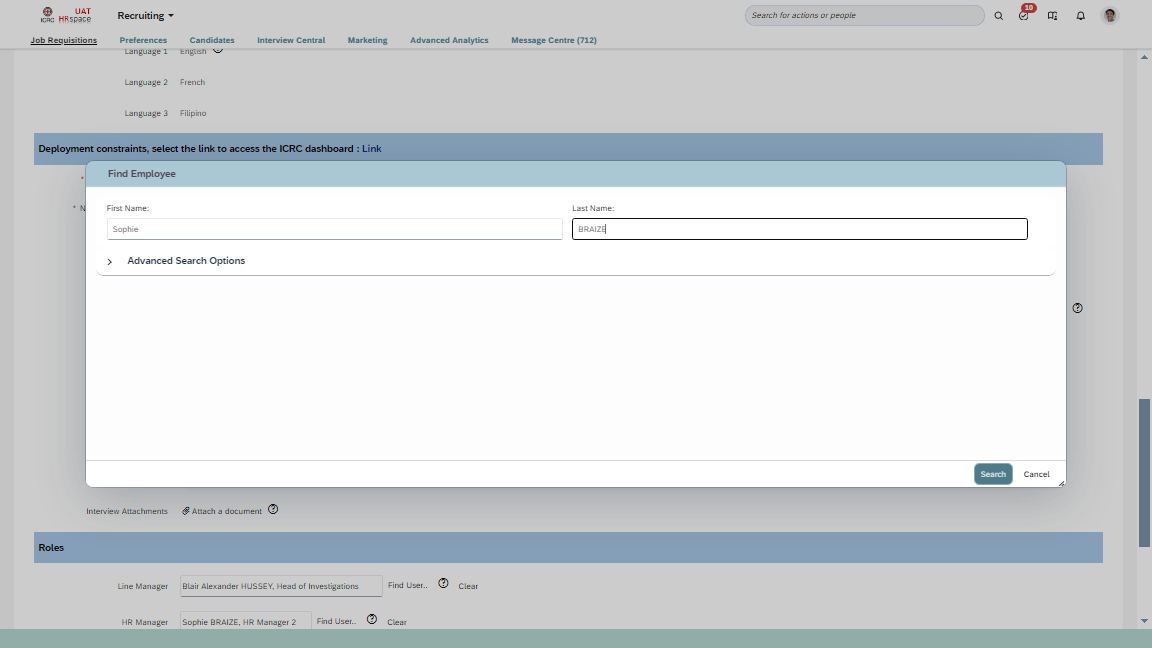 ICRC UAT HRspace
Recruiting
Search for actions or people
10
Job Requisitions Preferences Candidates Interview Central Marketing Advanced Analytics Message Centre (712)
Language 1 English
Language 2 French
Language 3 Filipino
Deployment constraints, select the link to access the ICRC dashboard : Link
Find Employee
* N
First Name: Last Name:
Sophie BRAIZE
Advanced Search Options
Search Cancel
Interview Attachments Attach a document
Roles
Line Manager Blair Alexander HUSSEY, Head of Investigations Find User.. Clear
HR Manager Sophie BRAIZE, HR Manager 2 Find User.. Clear